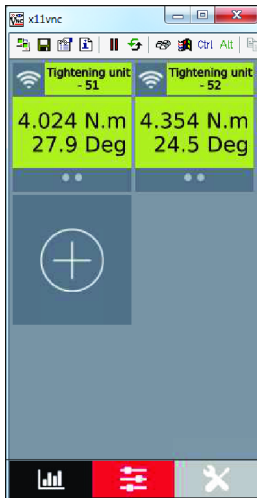 x11vnc
Ctrl Alt
Tightening unit
- 51
4.024 N.m
27.9 Deg
Tightening unit
- 52
4.354 N.m
24.5 Deg